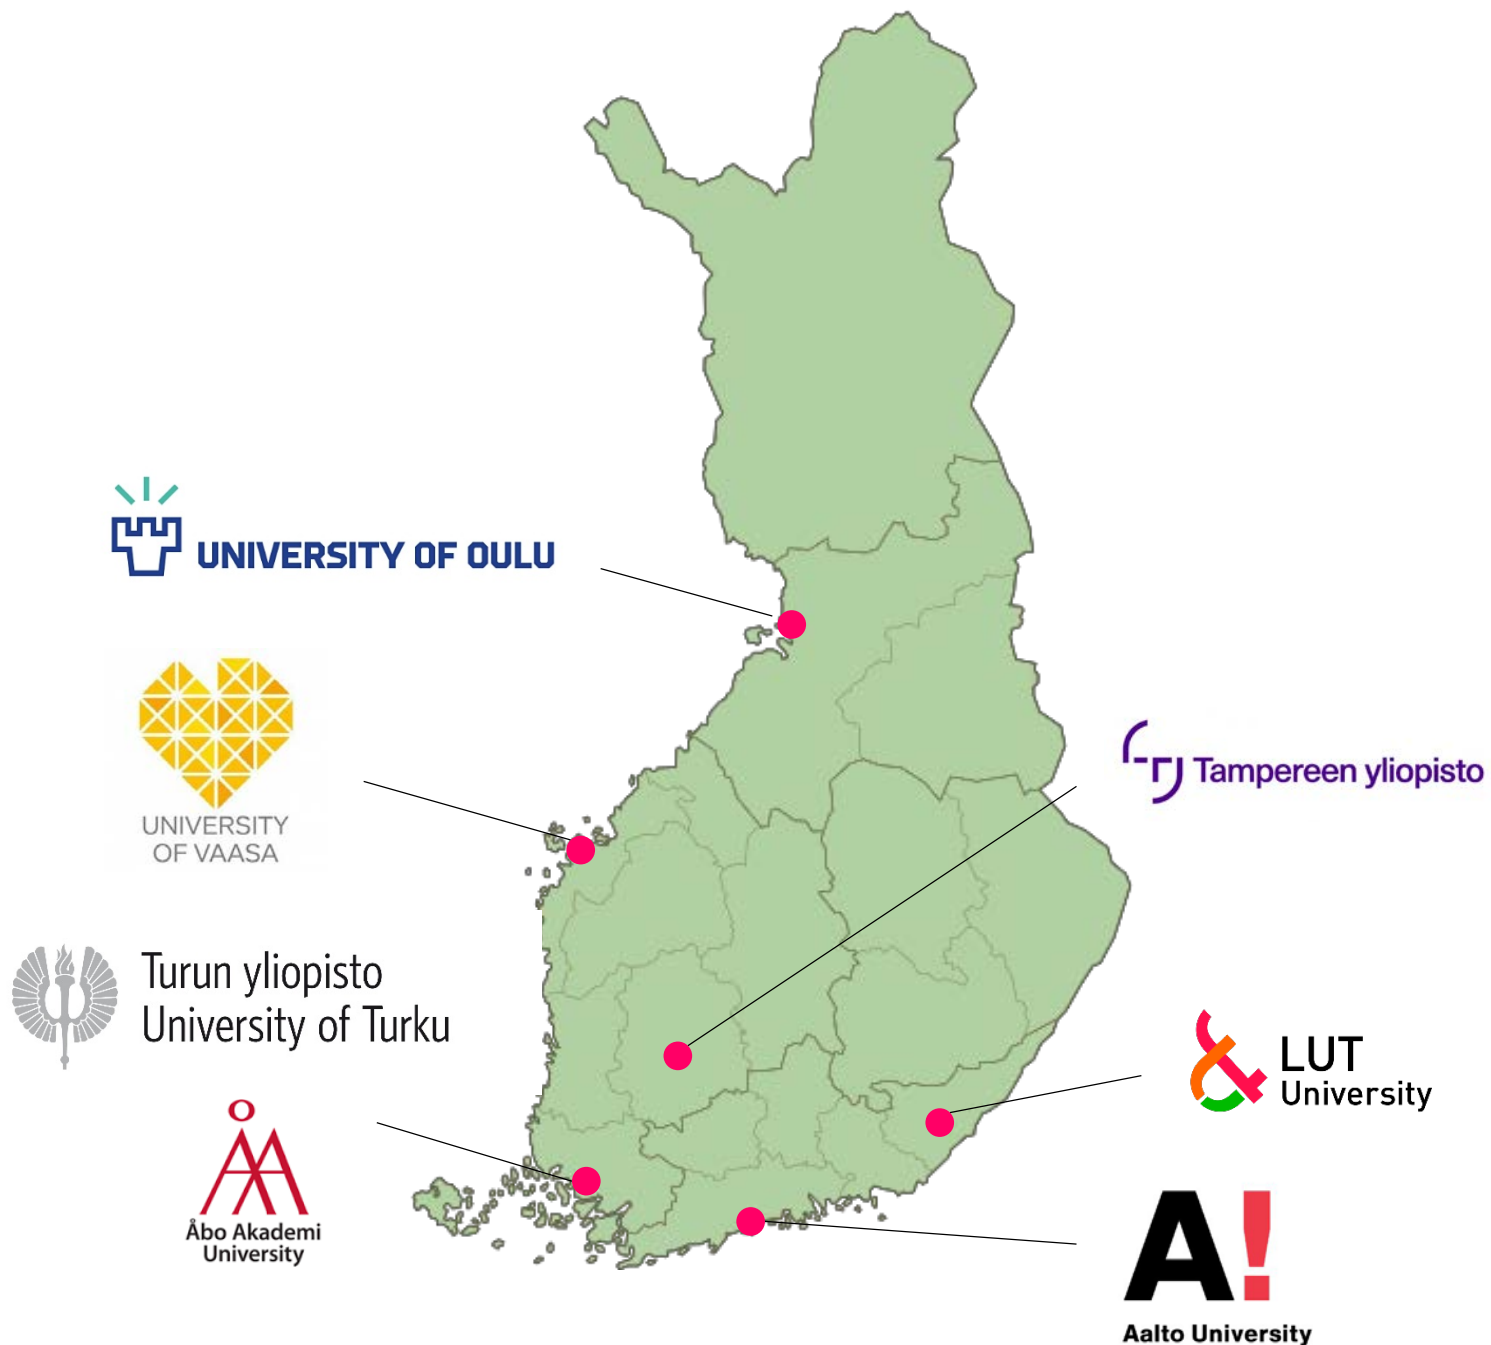 UNIVERSITY OF OULU
UNIVERSITY
OF VAASA
Tampereen yliopisto
Turun yliopisto
University of Turku
LUT
University
Åbo Akademi
University
A!
Aalto University